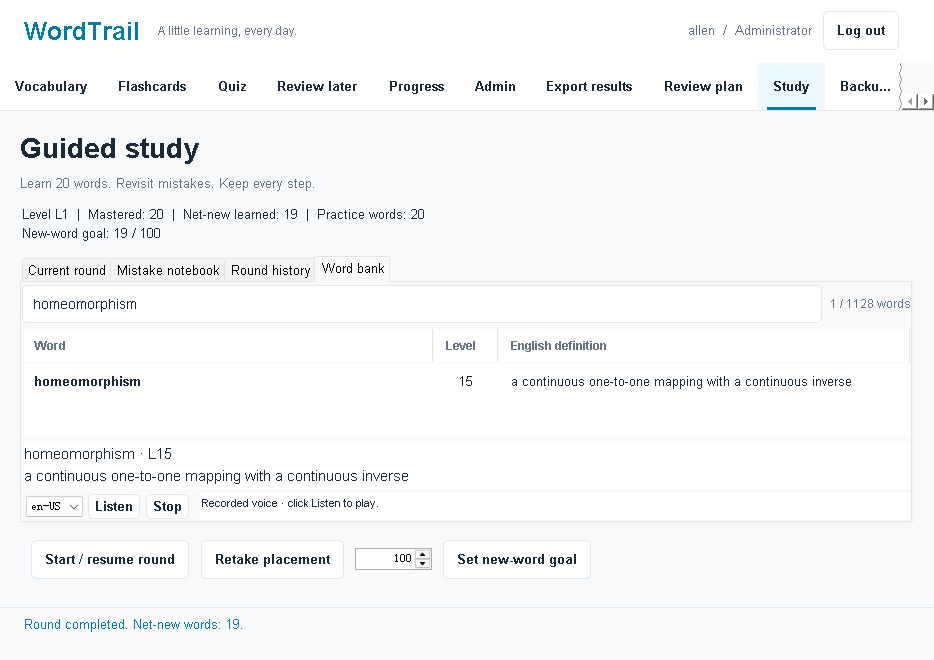 WordTrail A little learning, every day. allen / Administrator Log out
Vocabulary Flashcards Quiz Review later Progress Admin Export results Review plan Study Backu...
Guided study
Learn 20 words. Revisit mistakes. Keep every step.
Level L1 | Mastered: 20 | Net-new learned: 19 | Practice words: 20
New-word goal: 19 / 100
Current round Mistake notebook Round history Word bank
homeomorphism 1 / 1128 words
Word Level English definition
homeomorphism 15 a continuous one-to-one mapping with a continuous inverse
homeomorphism · L15
a continuous one-to-one mapping with a continuous inverse
en-US Listen Stop Recorded voice · click Listen to play.
Start / resume round Retake placement 100 Set new-word goal
Round completed. Net-new words: 19.